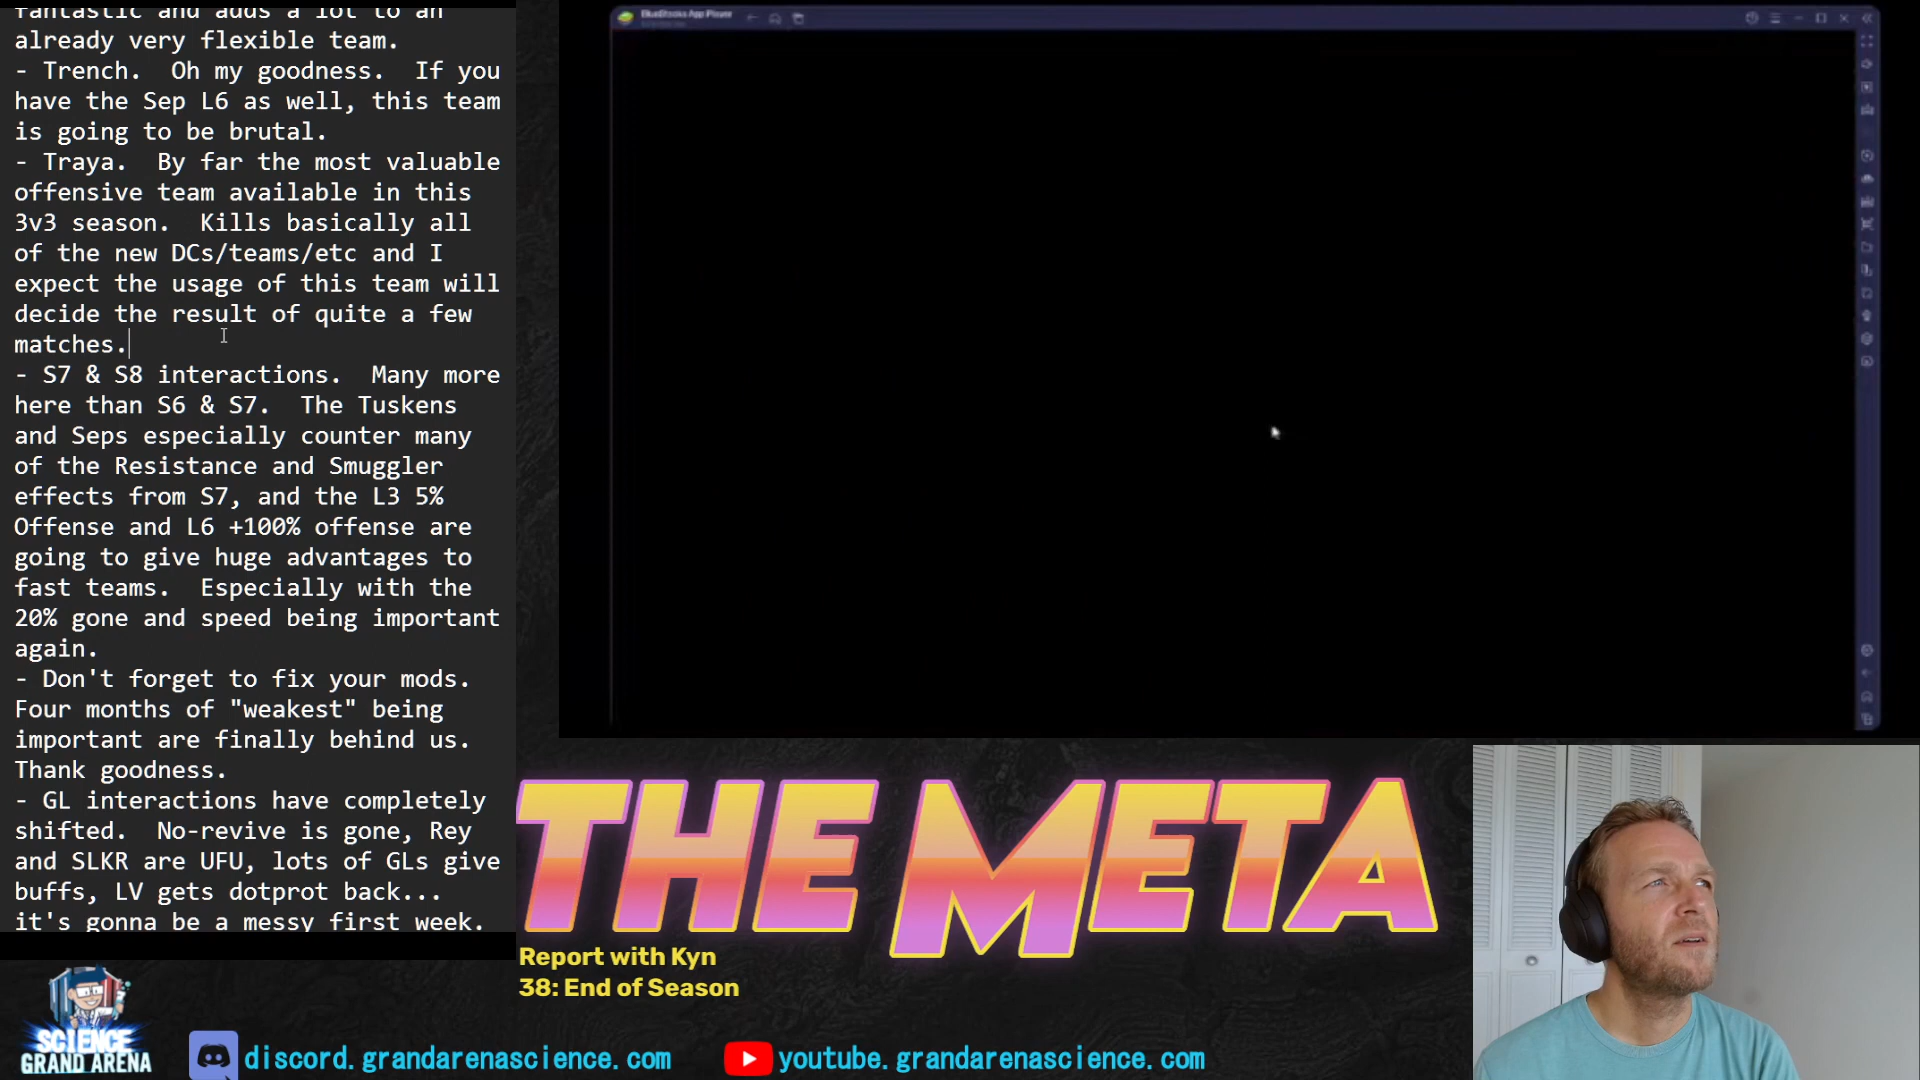 fantastic and adds a lot to an
already very flexible team.
- Trench.  Oh my goodness.  If you
have the Sep L6 as well, this team
is going to be brutal.
- Traya.  By far the most valuable
offensive team available in this
3v3 season.  Kills basically all
of the new DCs/teams/etc and I
expect the usage of this team will
decide the result of quite a few
matches.
- S7 & S8 interactions.  Many more
here than S6 & S7.  The Tuskens
and Seps especially counter many
of the Resistance and Smuggler
effects from S7, and the L3 5%
Offense and L6 +100% offense are
going to give huge advantages to
fast teams.  Especially with the
20% gone and speed being important
again.
- Don't forget to fix your mods.
Four months of "weakest" being
important are finally behind us.
Thank goodness.
- GL interactions have completely
shifted.  No-revive is gone, Rey
and SLKR are UFU, lots of GLs give
buffs, LV gets dotprot back...
it's gonna be a messy first week.
BlueStacks App Player
THE META
Report with Kyn
38: End of Season
SCIENCE
GRAND ARENA
discord.grandarenascience.com
youtube.grandarenascience.com